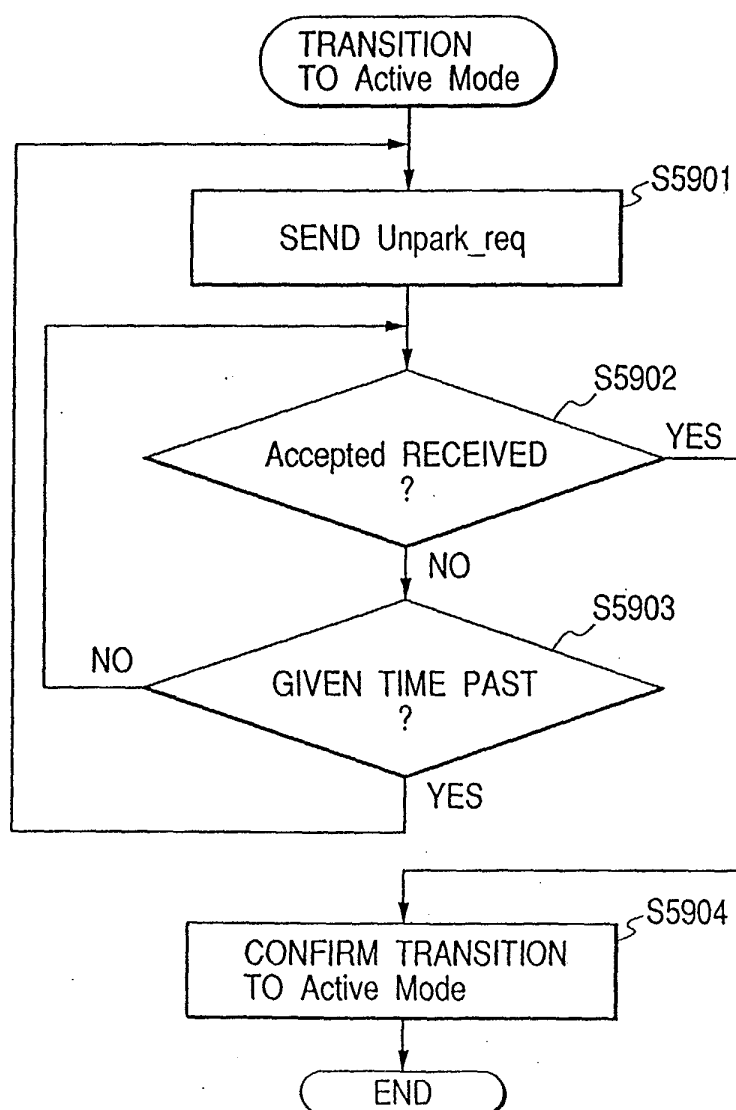 TRANSITION
TO Active Mode
S5901
SEND Unpark_req
S5902
Accepted RECEIVED
?
YES
NO
S5903
NO
GIVEN TIME PAST
?
YES
S5904
CONFIRM TRANSITION
TO Active Mode
END